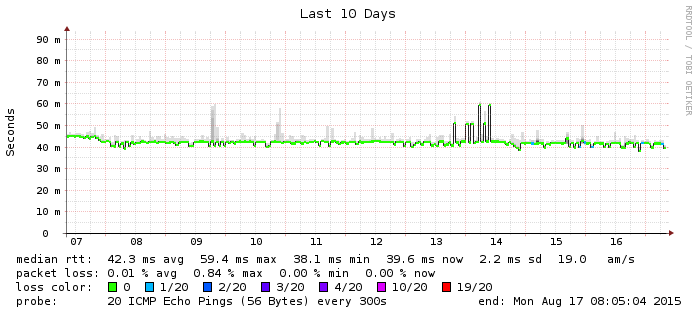 Last 10 Days
RRDTOOL / TOBI OETIKER
Seconds
90 m
80 m
70 m
60 m
50 m
40 m
30 m
20 m
10 m
0
07 08 09 10 11 12 13 14 15 16
median rtt: 42.3 ms avg 59.4 ms max 38.1 ms min 39.6 ms now 2.2 ms sd 19.0 am/s
packet loss: 0.01 % avg 0.84 % max 0.00 % min 0.00 % now
loss color: 0 1/20 2/20 3/20 4/20 10/20 19/20
probe: 20 ICMP Echo Pings (56 Bytes) every 300s end: Mon Aug 17 08:05:04 2015